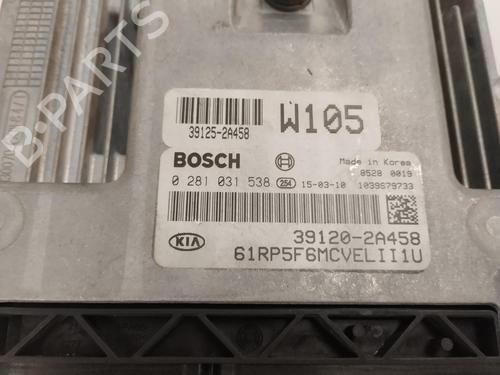 B-PARTS
39125-2A458
W105
BOSCH
Made in Korea
8528 0019
0 281 031 538 254 15-03-10 1039S79733
KIA
39120-2A458
61RP5F6MCVELII1U